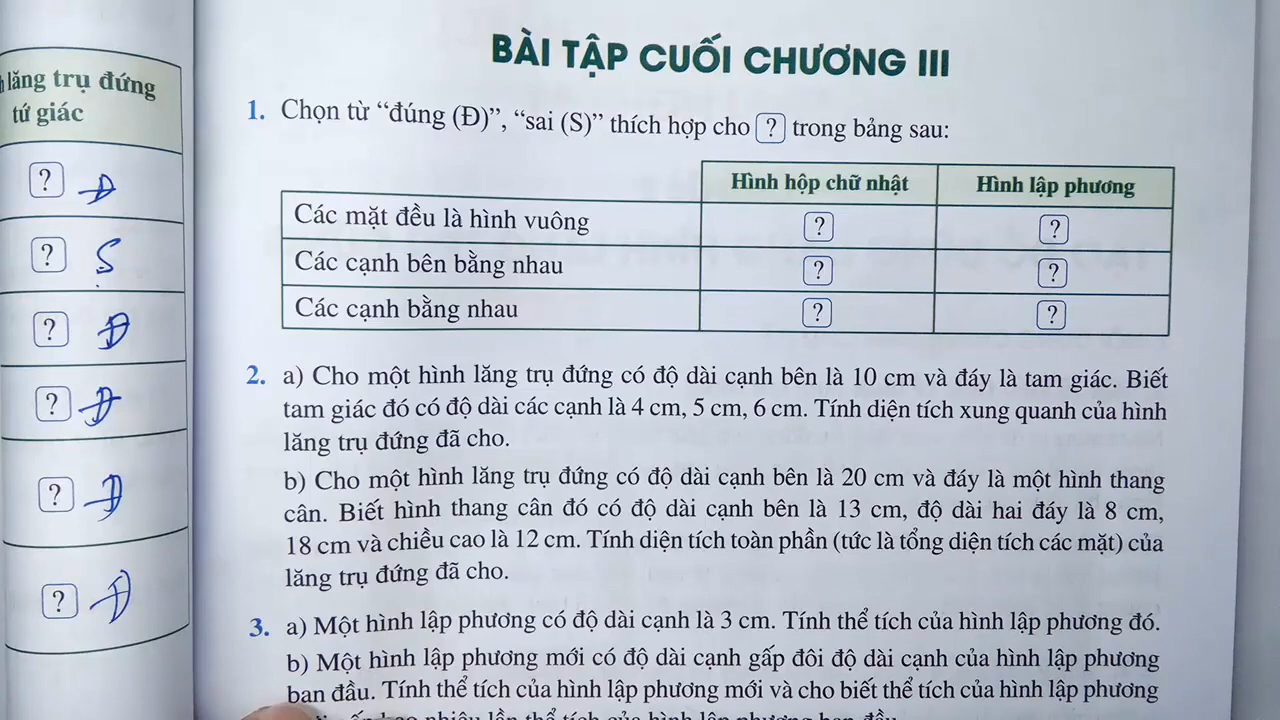 lăng trụ đứng
tứ giác
? Đ
? S
? Đ
? Đ
? Đ
? Đ
BÀI TẬP CUỐI CHƯƠNG III
1. Chọn từ “đúng (Đ)”, “sai (S)” thích hợp cho ? trong bảng sau:
Hình hộp chữ nhật Hình lập phương
Các mặt đều là hình vuông ? ?
Các cạnh bên bằng nhau ? ?
Các cạnh bằng nhau ? ?
2. a) Cho một hình lăng trụ đứng có độ dài cạnh bên là 10 cm và đáy là tam giác. Biết
tam giác đó có độ dài các cạnh là 4 cm, 5 cm, 6 cm. Tính diện tích xung quanh của hình
lăng trụ đứng đã cho.
b) Cho một hình lăng trụ đứng có độ dài cạnh bên là 20 cm và đáy là một hình thang
cân. Biết hình thang cân đó có độ dài cạnh bên là 13 cm, độ dài hai đáy là 8 cm,
18 cm và chiều cao là 12 cm. Tính diện tích toàn phần (tức là tổng diện tích các mặt) của
lăng trụ đứng đã cho.
3. a) Một hình lập phương có độ dài cạnh là 3 cm. Tính thể tích của hình lập phương đó.
b) Một hình lập phương mới có độ dài cạnh gấp đôi độ dài cạnh của hình lập phương
ban đầu. Tính thể tích của hình lập phương mới và cho biết thể tích của hình lập phương
nhiêu lần thể tích của hình lập phương ban đầu